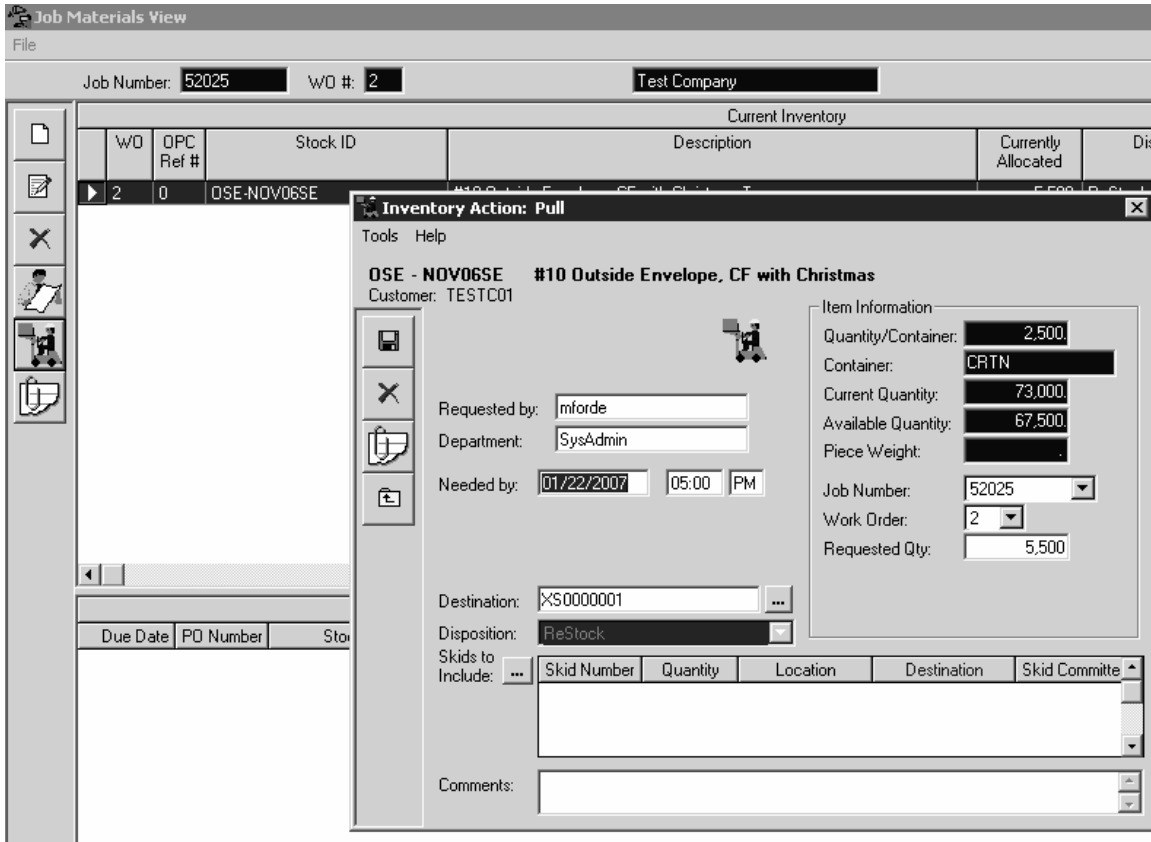 Job Materials View
File
Job Number: 52025 WO #: 2 Test Company
Current Inventory
WO OPC Ref # Stock ID Description Currently Allocated
2 0 OSE-NOV06SE
Inventory Action: Pull
Tools Help
OSE - NOV06SE #10 Outside Envelope, CF with Christmas
Customer: TESTC01
Item Information
Quantity/Container: 2,500.
Container: CRTN
Current Quantity: 73,000.
Available Quantity: 67,500.
Piece Weight: .
Requested by: mforde
Department: SysAdmin
Needed by: 01/22/2007 05:00 PM
Job Number: 52025
Work Order: 2
Requested Qty: 5,500
Destination: XS0000001 ...
Disposition: ReStock
Skids to Include: ... Skid Number Quantity Location Destination Skid Committe
Comments:
Due Date PO Number